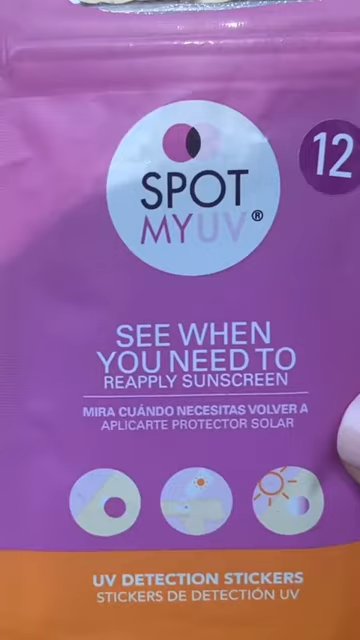 SPOT
MYUV®
12
SEE WHEN
YOU NEED TO
REAPPLY SUNSCREEN
MIRA CUÁNDO NECESITAS VOLVER A
APLICARTE PROTECTOR SOLAR
UV DETECTION STICKERS
STICKERS DE DETECCIÓN UV